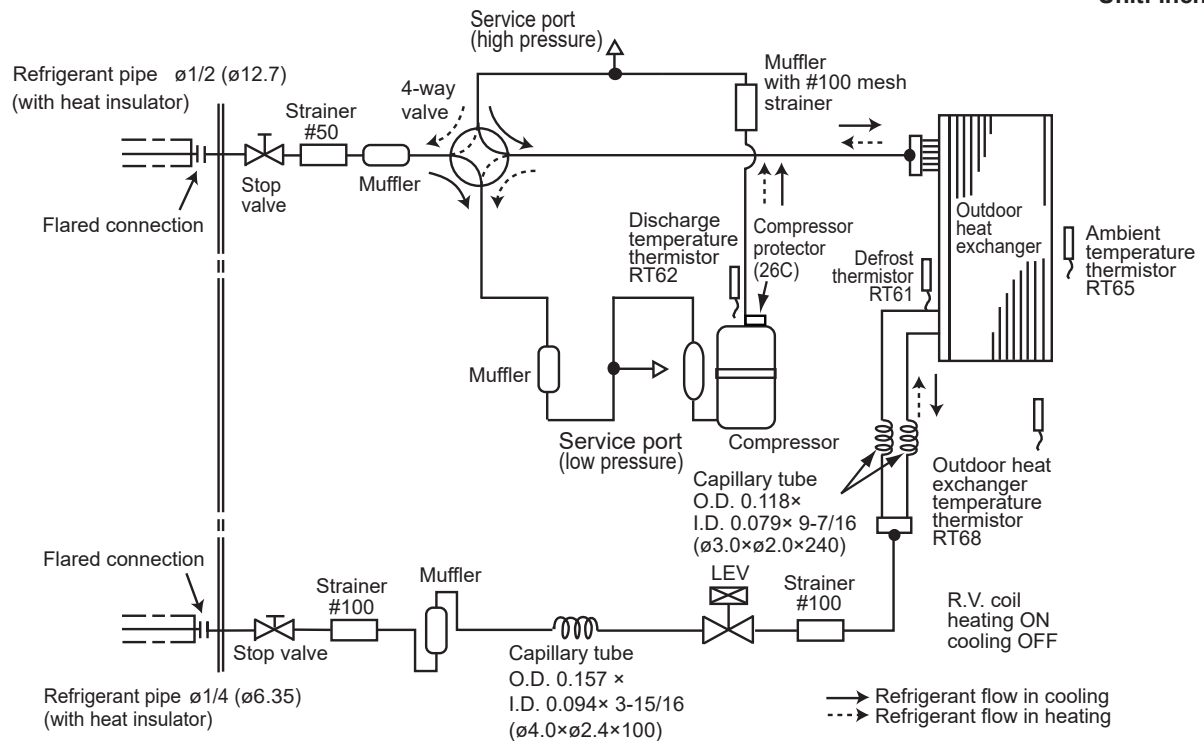 Unit: inch
Service port
(high pressure)
Refrigerant pipe ø1/2 (ø12.7)
(with heat insulator)
4-way
valve
Muffler
with #100 mesh
strainer
Strainer
#50
Muffler
Stop
valve
Flared connection
Discharge
temperature
thermistor
RT62
Compressor
protector
(26C)
Outdoor
heat
exchanger
Defrost
thermistor
RT61
Ambient
temperature
thermistor
RT65
Muffler
Service port
(low pressure)
Compressor
Capillary tube
O.D. 0.118×
I.D. 0.079× 9-7/16
(ø3.0×ø2.0×240)
Outdoor heat
exchanger
temperature
thermistor
RT68
Flared connection
Strainer
#100
Muffler
LEV
Strainer
#100
R.V. coil
heating ON
cooling OFF
Stop valve
Capillary tube
O.D. 0.157 ×
I.D. 0.094× 3-15/16
(ø4.0×ø2.4×100)
Refrigerant pipe ø1/4 (ø6.35)
(with heat insulator)
Refrigerant flow in cooling
Refrigerant flow in heating